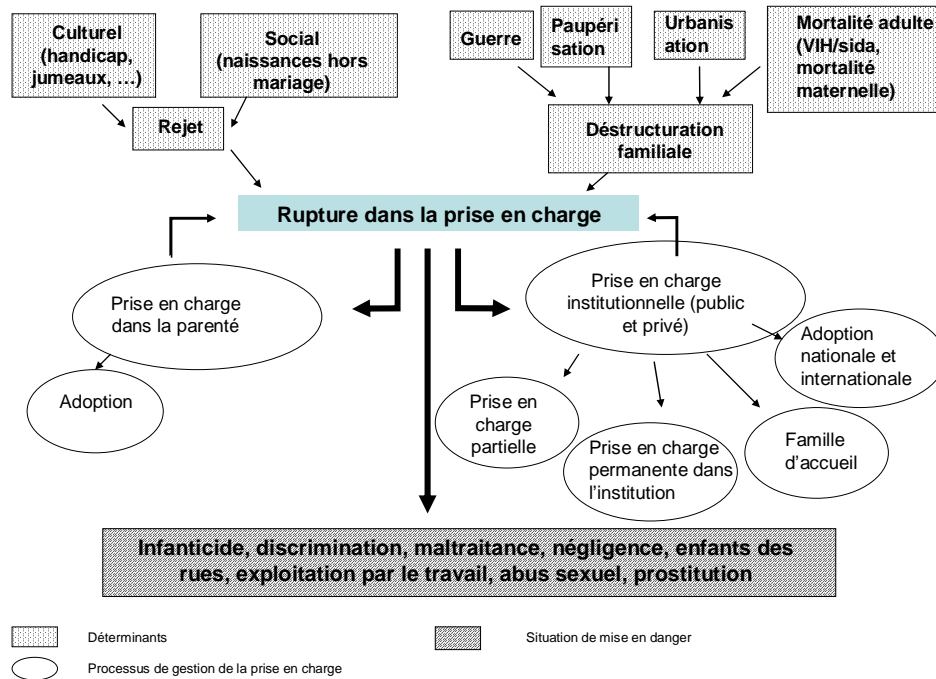 Culturel
(handicap,
jumeaux, …)
Social
(naissances hors
mariage)
Guerre
Paupéri
sation
Urbanis
ation
Mortalité adulte
(VIH/sida,
mortalité
maternelle)
Rejet
Déstructuration
familiale
Rupture dans la prise en charge
Prise en charge
dans la parenté
Prise en charge
institutionnelle (public
et privé)
Adoption
nationale et
internationale
Adoption
Prise en
charge
partielle
Prise en charge
permanente dans
l'institution
Famille
d'accueil
Infanticide, discrimination, maltraitance, négligence, enfants des
rues, exploitation par le travail, abus sexuel, prostitution
Déterminants
Situation de mise en danger
Processus de gestion de la prise en charge